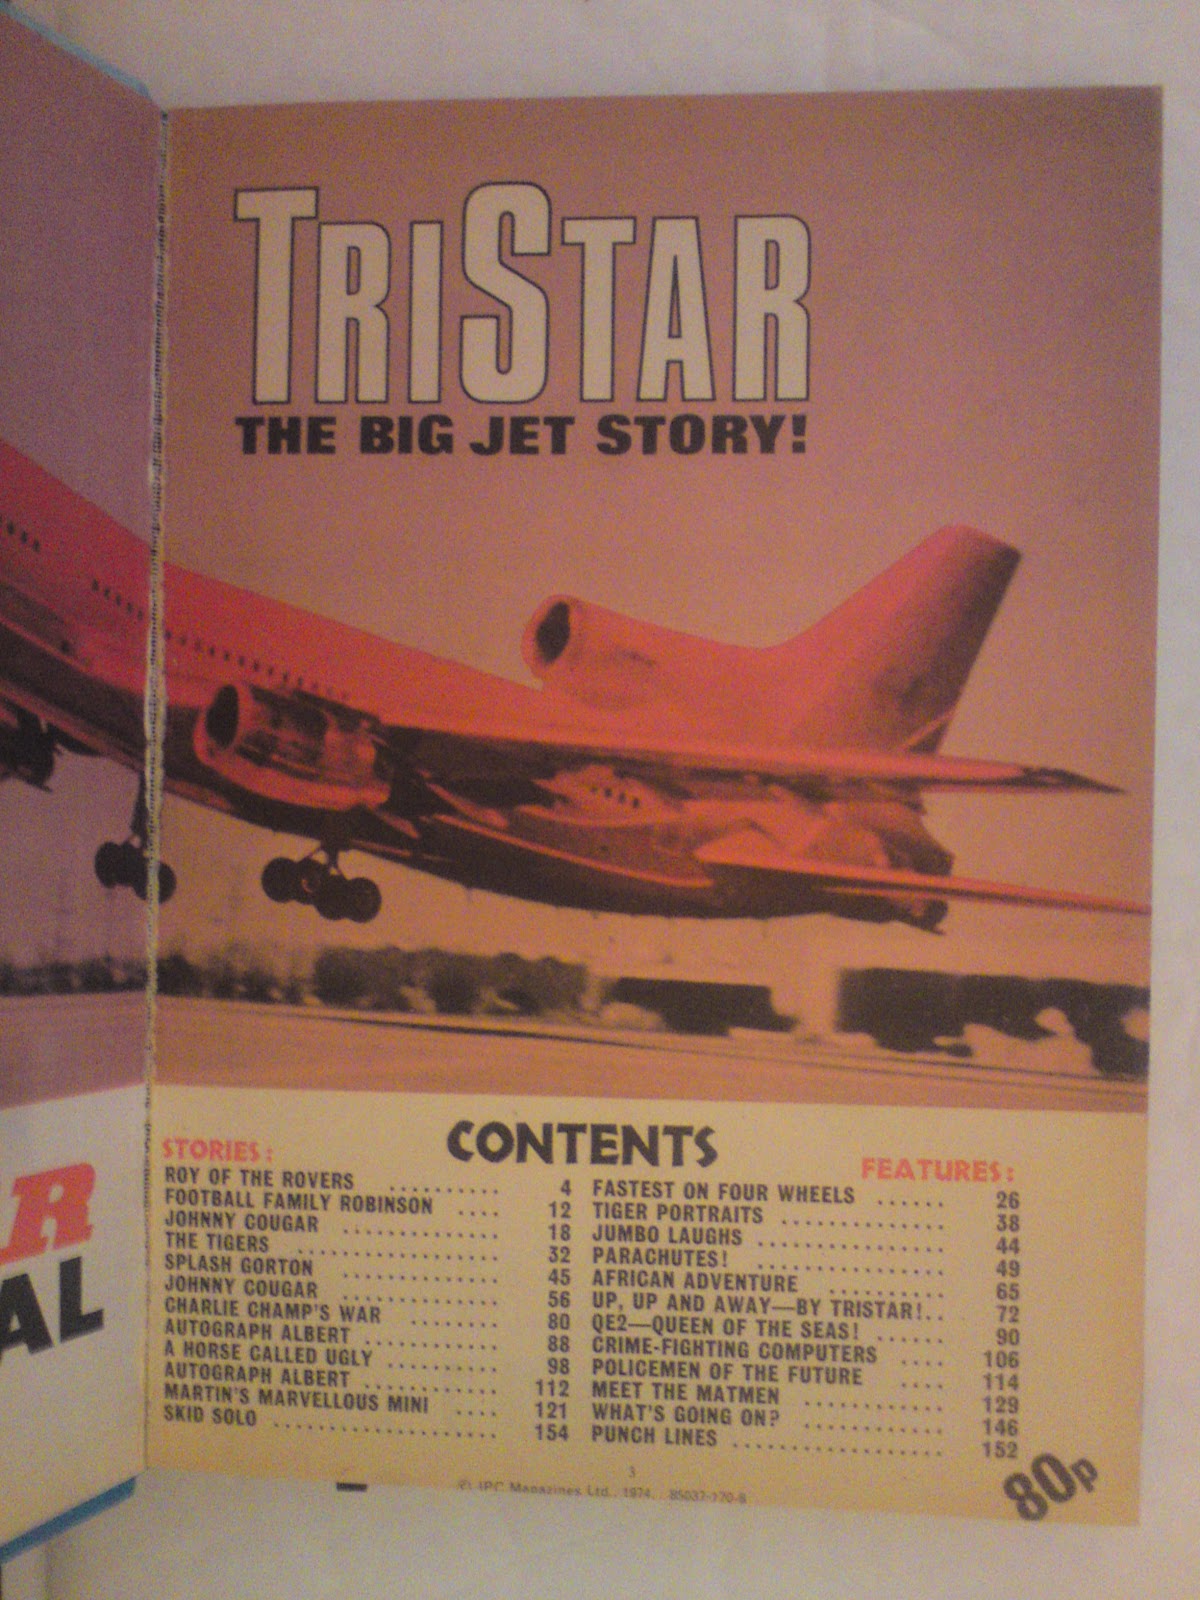 TRISTAR
THE BIG JET STORY!
R
AL
CONTENTS
STORIES:
ROY OF THE ROVERS .......... 4
FOOTBALL FAMILY ROBINSON .... 12
JOHNNY COUGAR .............. 18
THE TIGERS .................. 32
SPLASH GORTON .............. 45
JOHNNY COUGAR .............. 56
CHARLIE CHAMP'S WAR ........ 80
AUTOGRAPH ALBERT ............ 88
A HORSE CALLED UGLY .......... 98
AUTOGRAPH ALBERT ............ 112
MARTIN'S MARVELLOUS MINI .... 121
SKID SOLO .................... 154
FEATURES:
FASTEST ON FOUR WHEELS ...... 26
TIGER PORTRAITS .............. 38
JUMBO LAUGHS ................ 44
PARACHUTES! ................ 49
AFRICAN ADVENTURE .......... 65
UP, UP AND AWAY—BY TRISTAR!.. 72
QE2—QUEEN OF THE SEAS! ...... 90
CRIME-FIGHTING COMPUTERS .... 106
POLICEMEN OF THE FUTURE .... 114
MEET THE MATMEN ............ 129
WHAT'S GOING ON? ............ 146
PUNCH LINES .................. 152
3
© IPC Magazines Ltd., 1974. 85037-170-8
80p